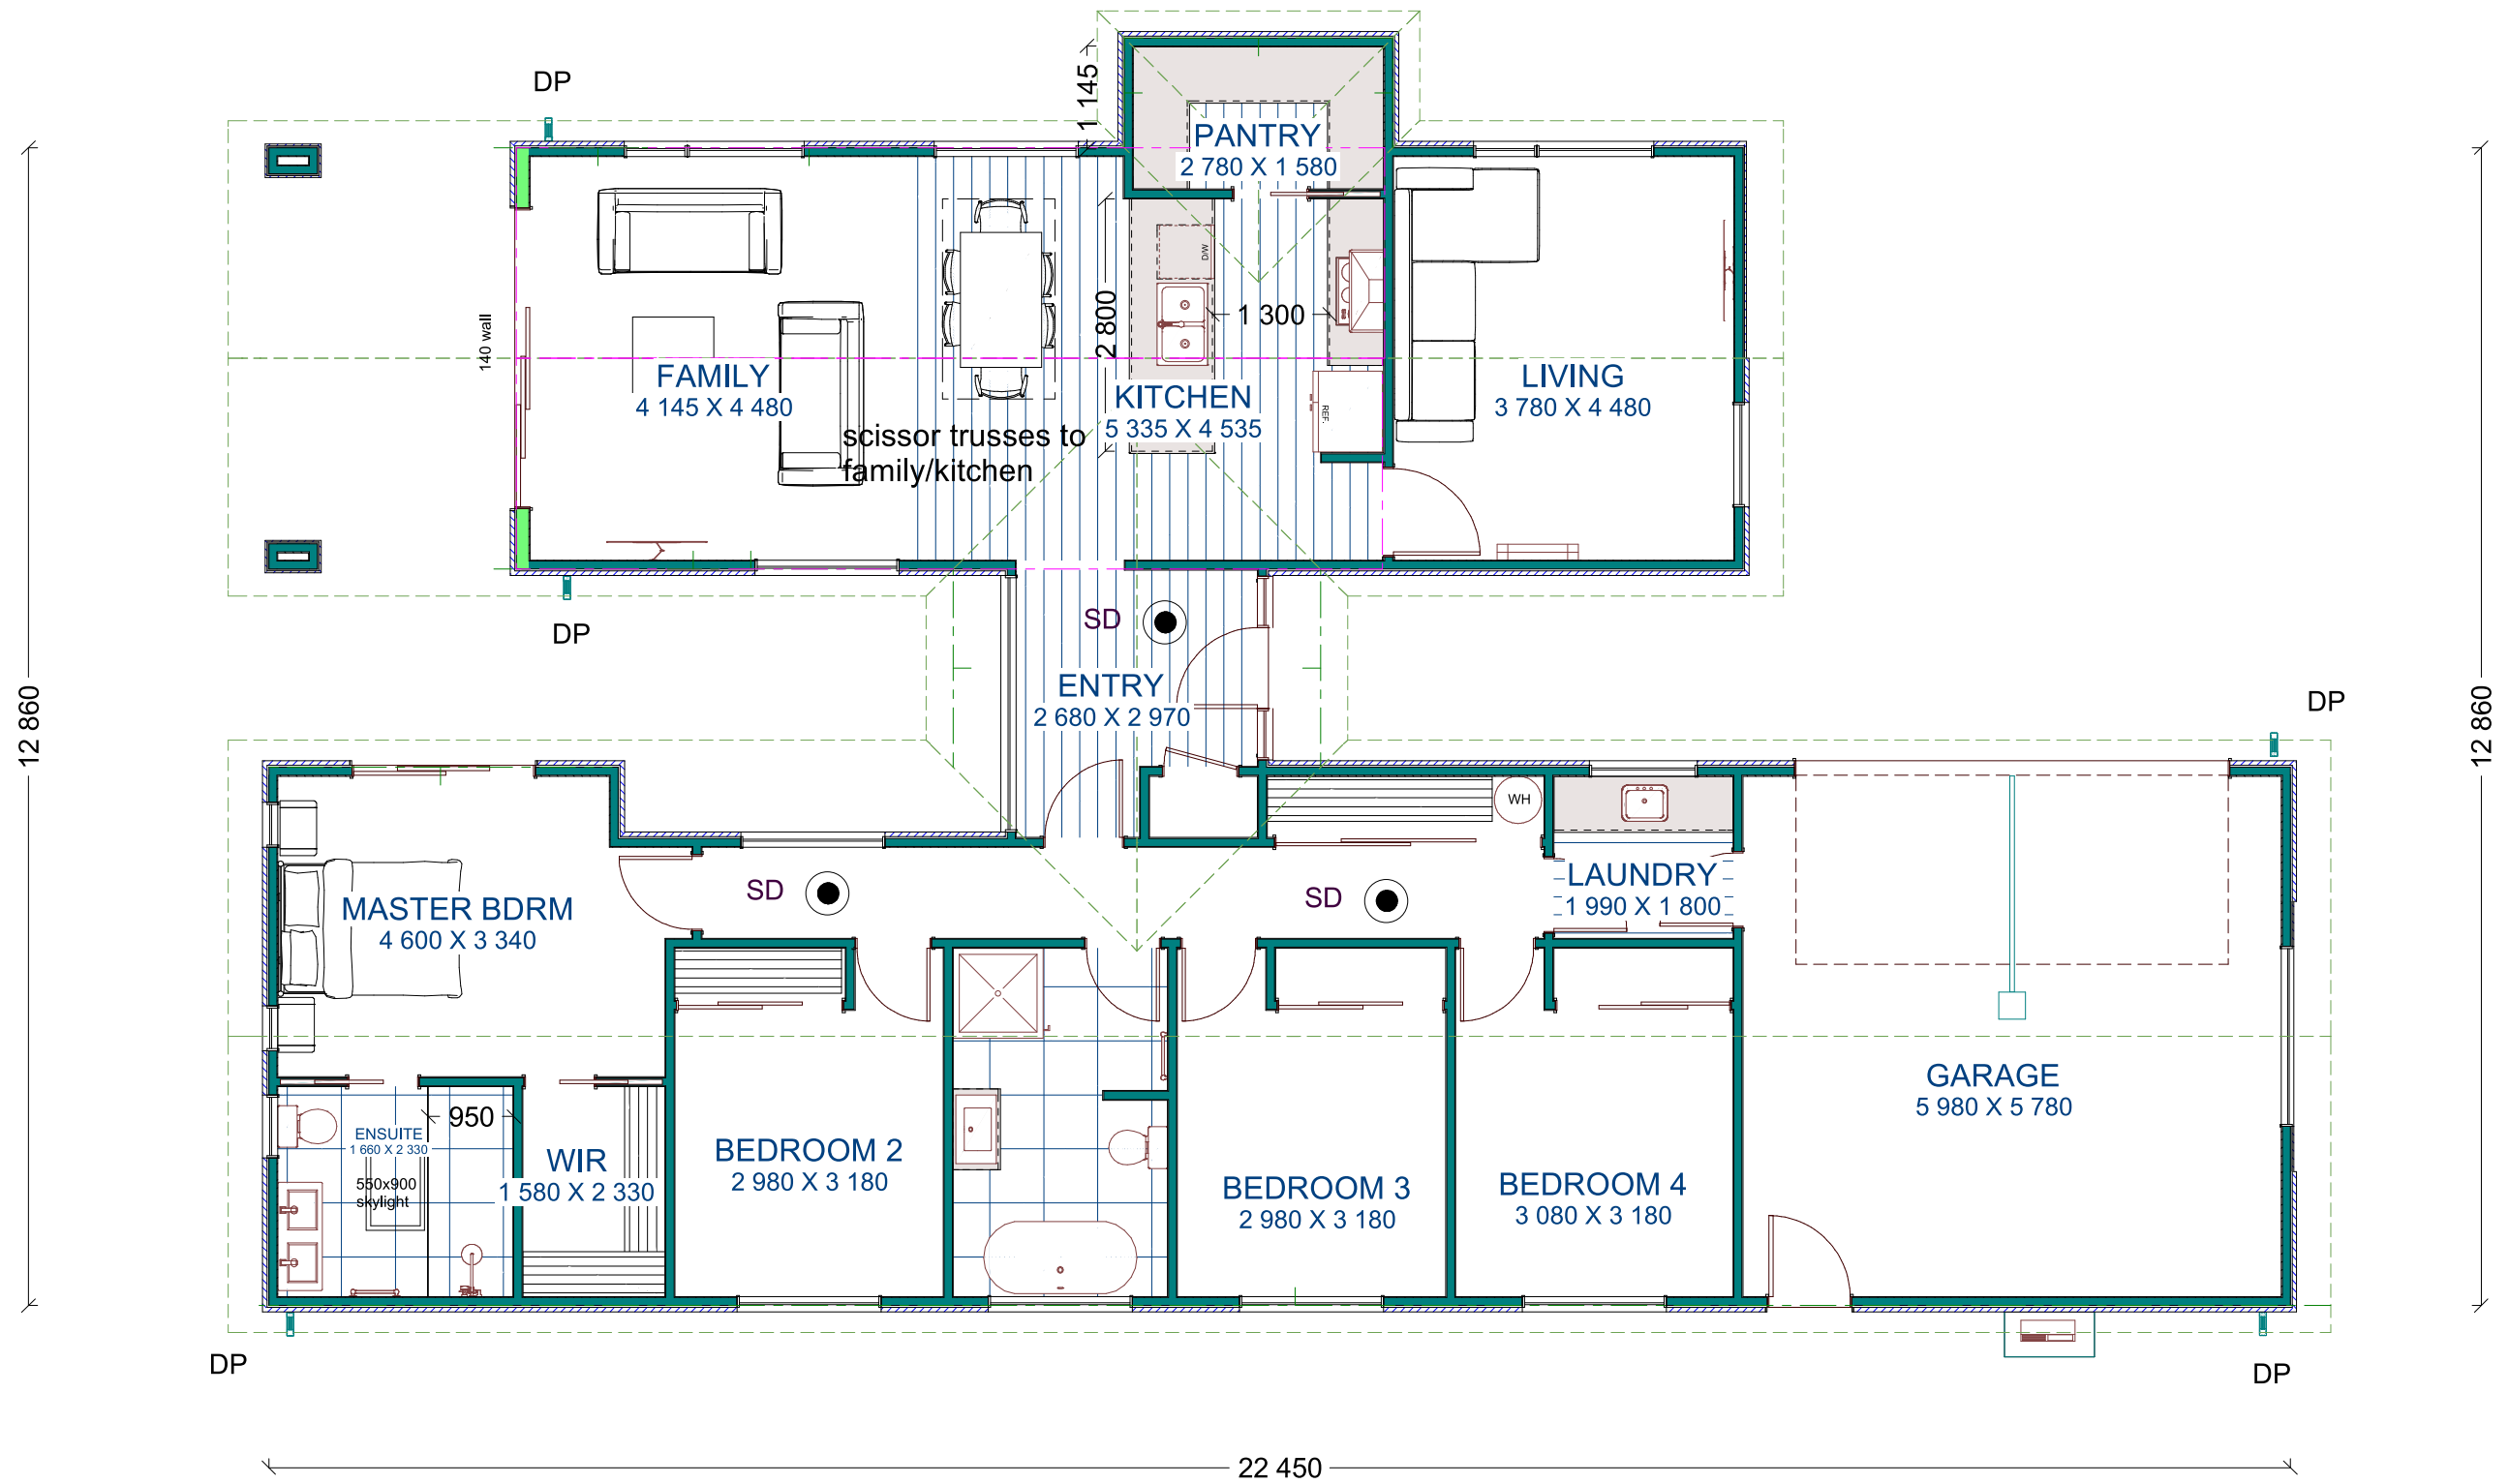 DP
1 145
PANTRY
2 780 X 1 580
D/W
140 wall
2 800
1 300
FAMILY
4 145 X 4 480
KITCHEN
5 335 X 4 535
REF.
LIVING
3 780 X 4 480
scissor trusses to
family/kitchen
SD
DP
ENTRY
2 680 X 2 970
12 860
12 860
DP
WH
MASTER BDRM
4 600 X 3 340
SD
SD
LAUNDRY
1 990 X 1 800
GARAGE
5 980 X 5 780
950
ENSUITE
1 660 X 2 330
550x900
skylight
WIR
1 580 X 2 330
BEDROOM 2
2 980 X 3 180
BEDROOM 3
2 980 X 3 180
BEDROOM 4
3 080 X 3 180
DP
DP
22 450